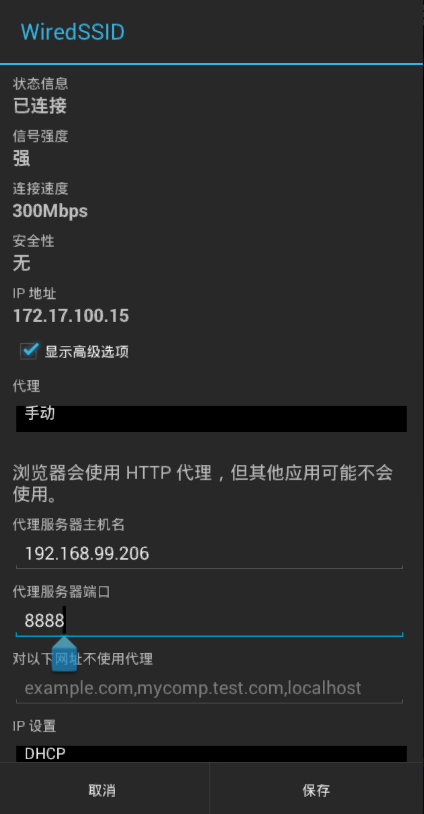 WiredSSID
状态信息
已连接
信号强度
强
连接速度
300Mbps
安全性
无
IP 地址
172.17.100.15
显示高级选项
代理
手动
浏览器会使用 HTTP 代理，但其他应用可能不会
使用。
代理服务器主机名
192.168.99.206
代理服务器端口
8888
对以下网址不使用代理
example.com,mycomp.test.com,localhost
IP 设置
DHCP
取消
保存